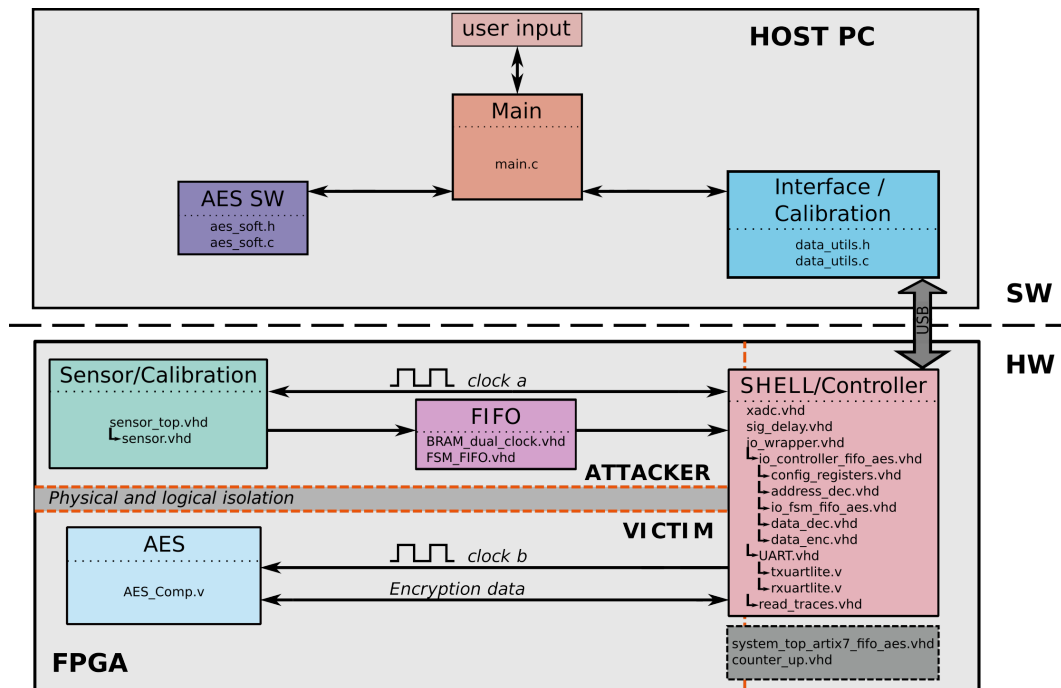 user input
HOST PC
Main
main.c
AES SW
aes_soft.h
aes_soft.c
Interface /
Calibration
data_utils.h
data_utils.c
SW
USB
HW
Sensor/Calibration
sensor_top.vhd
sensor.vhd
clock a
FIFO
BRAM_dual_clock.vhd
FSM_FIFO.vhd
ATTACKER
Physical and logical isolation
VICTIM
AES
AES_Comp.v
clock b
Encryption data
FPGA
SHELL/Controller
xadc.vhd
sig_delay.vhd
io_wrapper.vhd
io_controller_fifo_aes.vhd
config_registers.vhd
address_dec.vhd
io_fsm_fifo_aes.vhd
data_dec.vhd
data_enc.vhd
UART.vhd
txuartlite.v
rxuartlite.v
read_traces.vhd
system_top_artix7_fifo_aes.vhd
counter_up.vhd